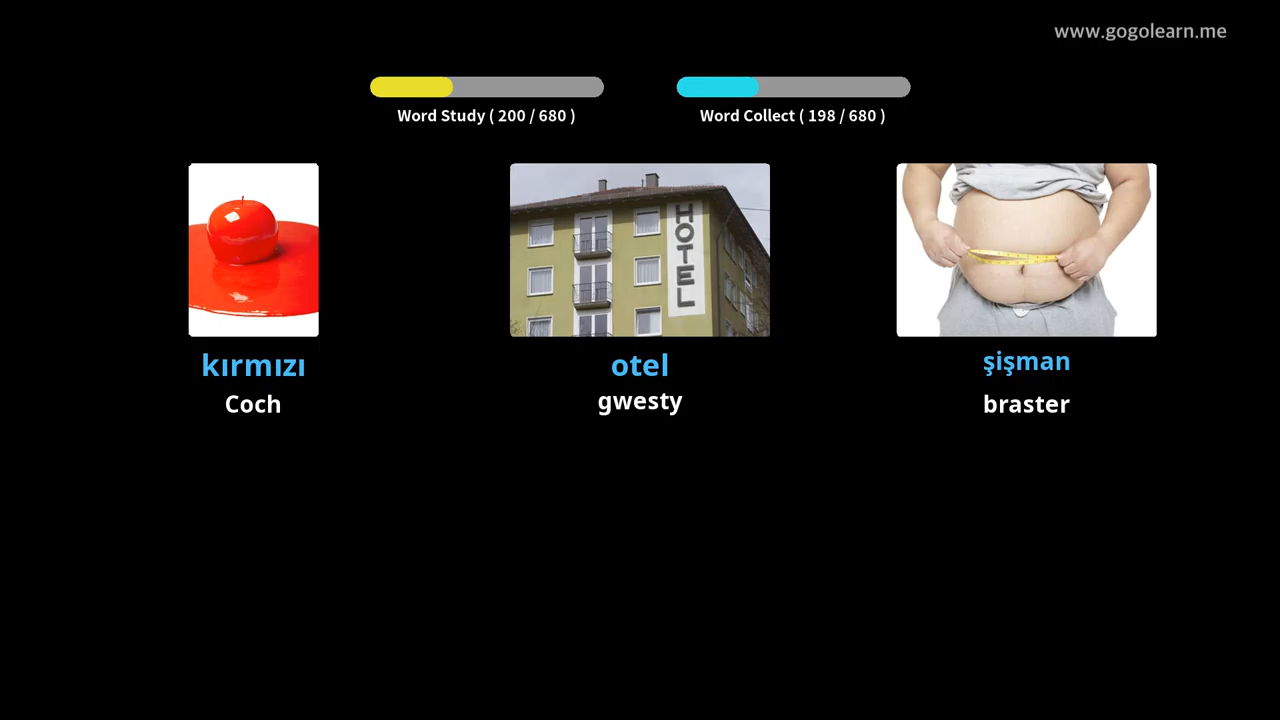 www.gogolearn.me
Word Study ( 200 / 680 )
Word Collect ( 198 / 680 )
HOTEL
kırmızı
otel
şişman
Coch
gwesty
braster